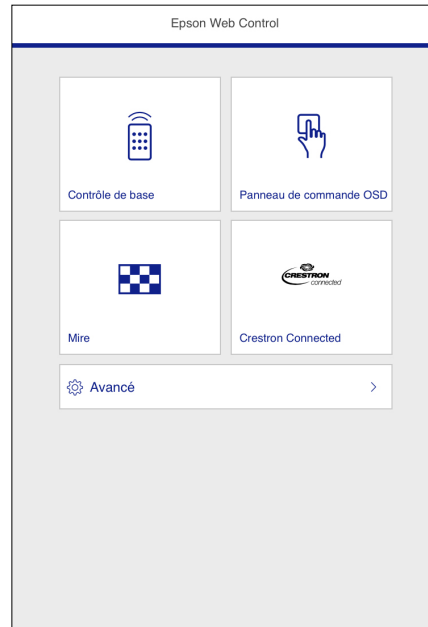 Epson Web Control
Contrôle de base
Panneau de commande OSD
CRESTRON
connected
Mire
Crestron Connected
Avancé